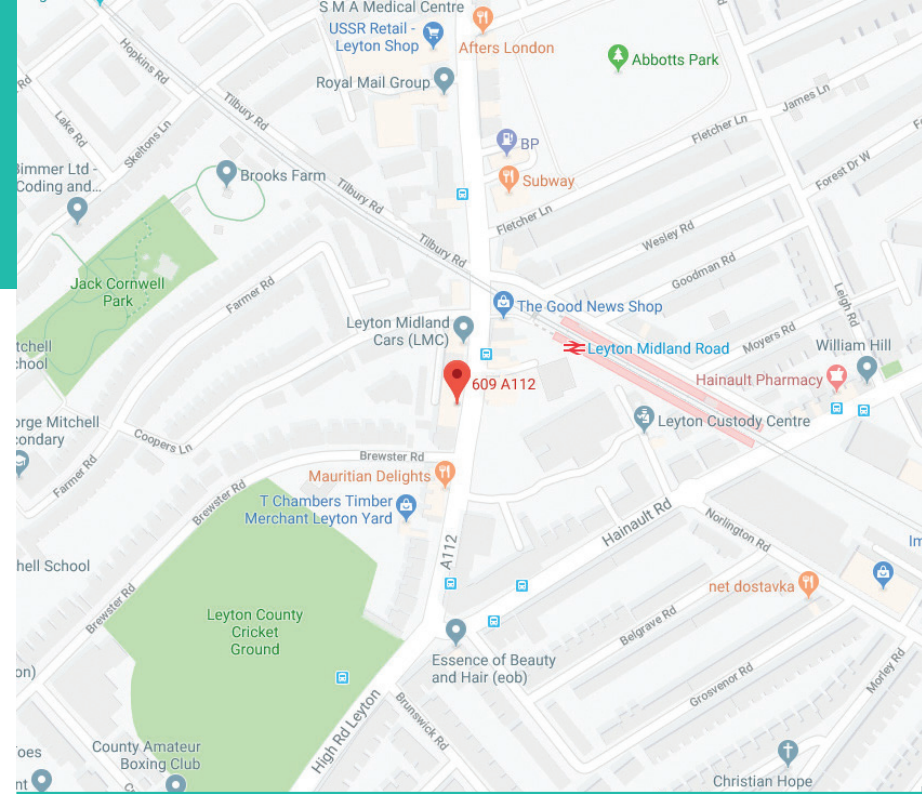 S M A Medical Centre
USSR Retail -
Leyton Shop
Afters London
Hopkins Rd
Royal Mail Group
Abbotts Park
James Ln
Rd
Lake Rd
Skeltons Ln
Tilbury Rd
Fletcher Ln
BP
Bimmer Ltd -
Coding and...
Brooks Farm
Tilbury Rd
Subway
Forest Dr W
Fletcher Ln
Wesley Rd
Tilbury Rd
Goodman Rd
Jack Cornwell
Park
Farmer Rd
The Good News Shop
Leigh Rd
Leyton Midland
Cars (LMC)
Leyton Midland Road
Moyers Rd
William Hill
609 A112
Hainault Pharmacy
Leyton Custody Centre
Coopers Ln
Brewster Rd
Farmer Rd
Mauritian Delights
Brewster Rd
T Chambers Timber
Merchant Leyton Yard
Hainault Rd
Norlington Rd
A112
hell School
net dostavka
Brewster Rd
Leyton County
Cricket
Ground
Belgrave Rd
Essence of Beauty
and Hair (eob)
Morley Rd
Grosvenor Rd
High Rd Leyton
Brunswick Rd
County Amateur
Boxing Club
Christian Hope